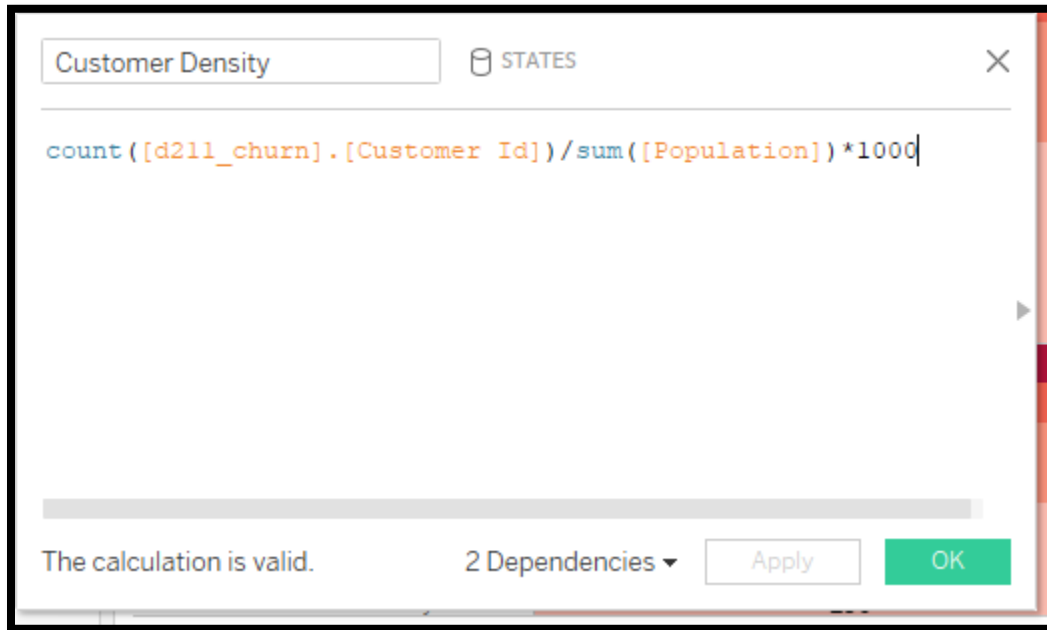 Customer Density STATES
count([d211_churn].[Customer Id])/sum([Population])*1000
The calculation is valid. 2 Dependencies Apply OK